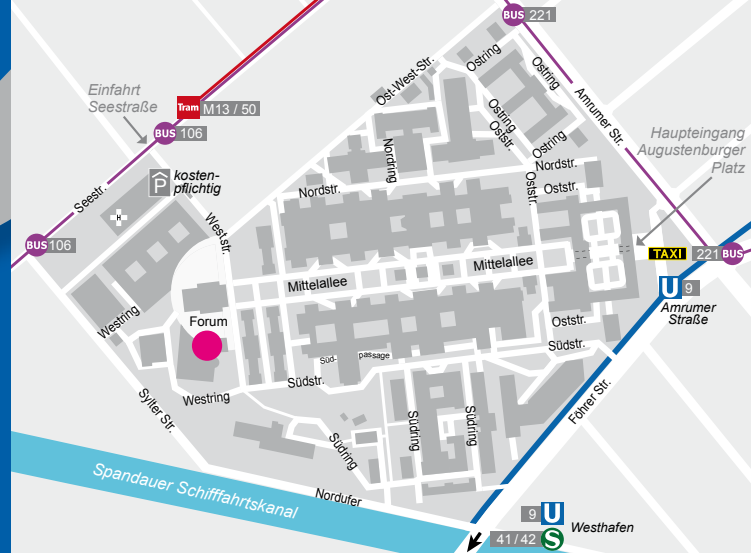 BUS 221
Ostring
Ost-West-Str.
Ostring
Einfahrt
Seestraße
Tram M13 / 50
Amrumer Str.
BUS 106
Ostring
Oststr.
Ostring
Haupteingang
Augustenburger
Platz
Nordring
Nordstr.
P
kosten-
pflichtig
Nordstr.
Oststr.
Oststr.
Seestr.
H
Weststr.
BUS 106
TAXI
221 BUS
Mittelallee
Mittelallee
U 9
Amrumer
Straße
Westring
Forum
Oststr.
Südstr.
Süd-
passage
Südstr.
Westring
Sylter Str.
Föhrer Str.
Südring
Südring
Südring
Spandauer Schifffahrtskanal
Nordufer
9 U
Westhafen
41 / 42 S